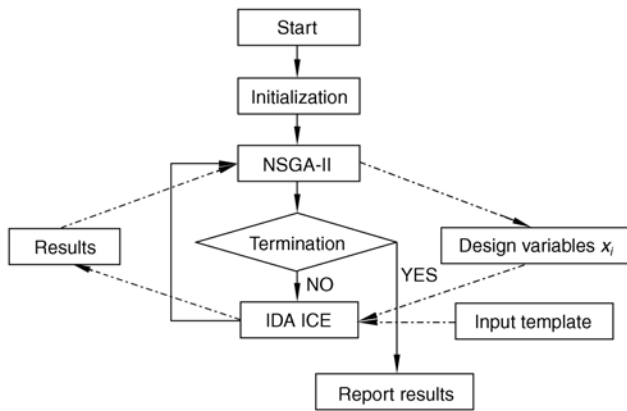 Start
Initialization
NSGA-II
Results
Termination
Design variables xi
YES
NO
IDA ICE
Input template
Report results